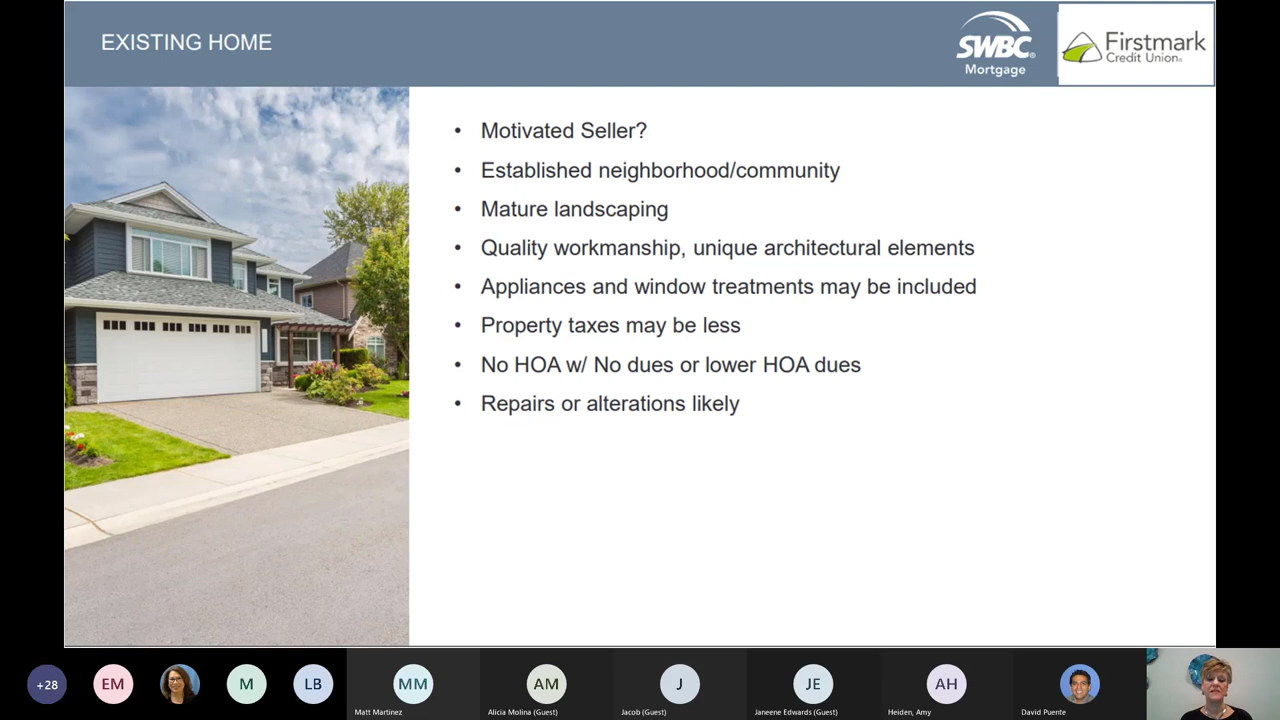 EXISTING HOME
SWBC
Mortgage
Firstmark
Credit Union
• Motivated Seller?
• Established neighborhood/community
• Mature landscaping
• Quality workmanship, unique architectural elements
• Appliances and window treatments may be included
• Property taxes may be less
• No HOA w/ No dues or lower HOA dues
• Repairs or alterations likely
+28
EM
M
LB
MM
AM
J
JE
AH
Matt Martinez
Alicia Molina (Guest)
Jacob (Guest)
Janeene Edwards (Guest)
Heiden, Amy
David Puente